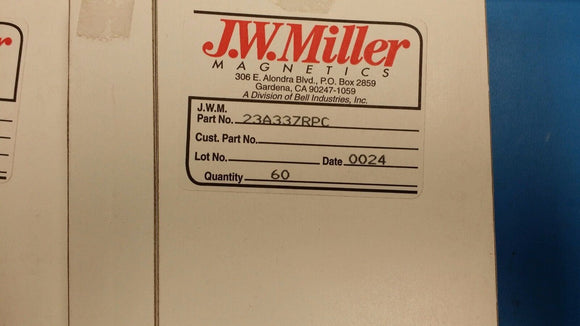 J.W.Miller
MAGNETICS
306 E. Alondra Blvd., P.O. Box 2859
Gardena, CA 90247-1059
A Division of Bell Industries, Inc.
J.W.M.
Part No. 23A337RPC
Cust. Part No.
Lot No. Date 0024
Quantity 60
r